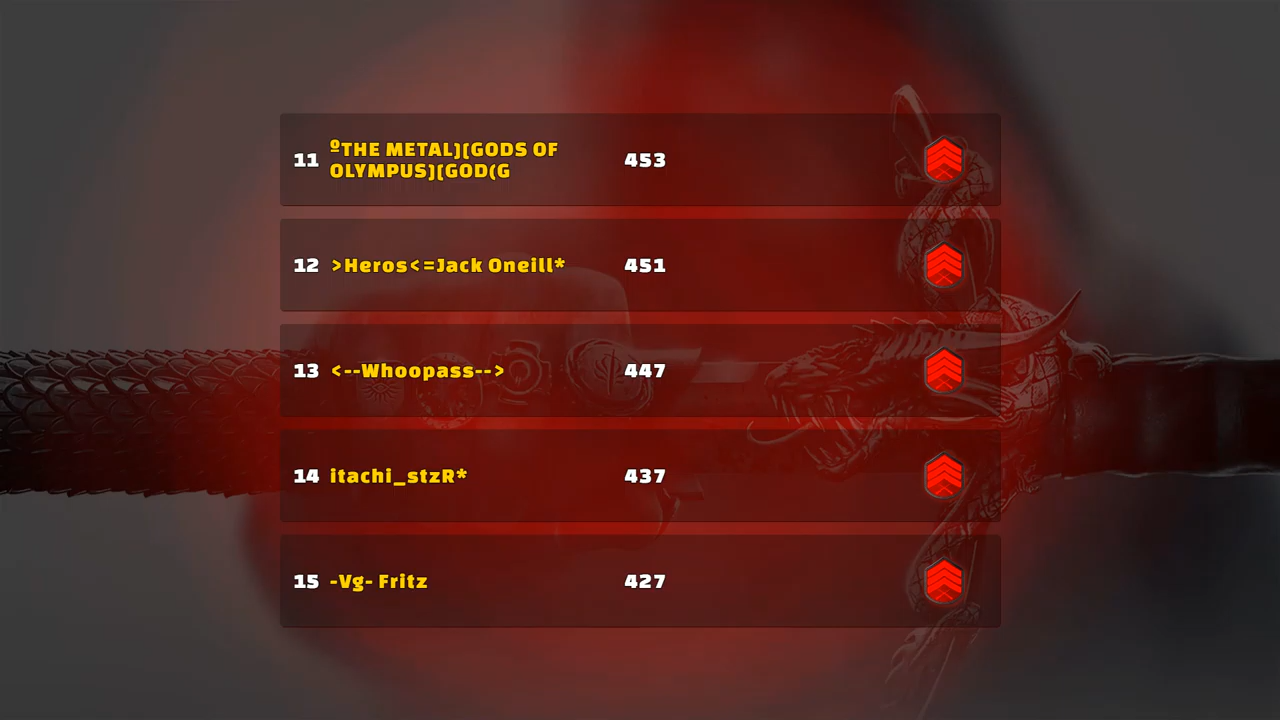 11 ºTHE METAL)(GODS OF
OLYMPUS)(GOD(G 453
12 >Heros<=Jack Oneill* 451
13 <--Whoopass--> 447
14 itachi_stzR* 437
15 -Vg- Fritz 427